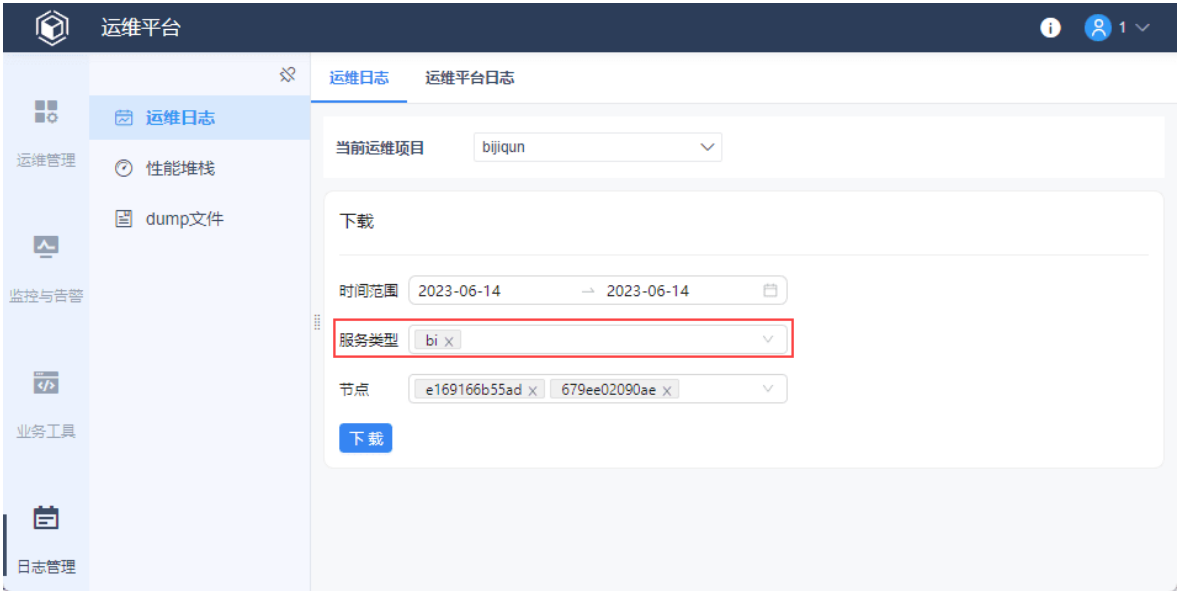 运维平台
1
运维管理
监控与告警
业务工具
日志管理
运维日志
性能堆栈
dump文件
运维日志 运维平台日志
当前运维项目 bijiqun
下载
时间范围 2023-06-14 → 2023-06-14
服务类型 bi x
节点 e169166b55ad x 679ee02090ae x
下 载